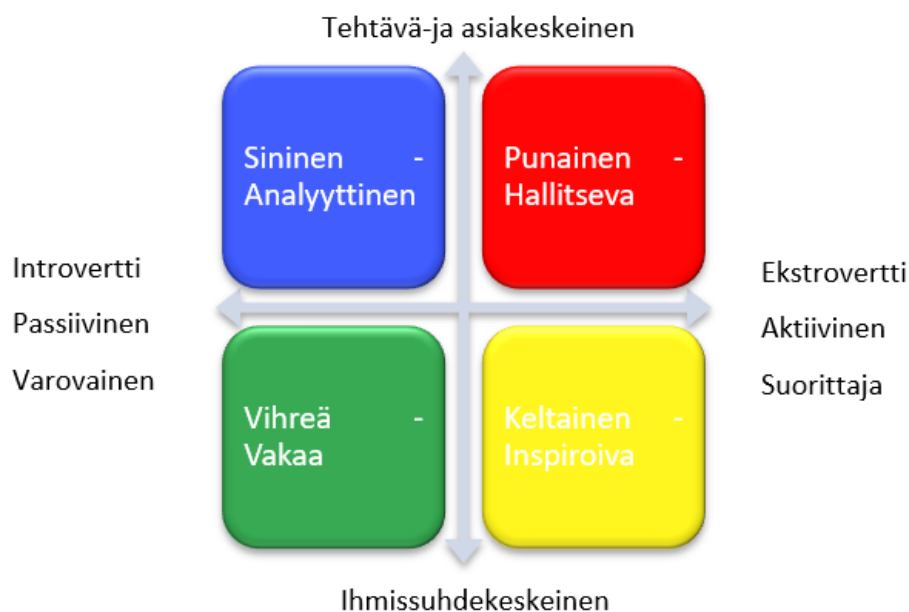 Tehtävä-ja asiakeskeinen
Sininen -
Analyyttinen
Punainen -
Hallitseva
Introvertti
Passiivinen
Varovainen
Ekstrovertti
Aktiivinen
Suorittaja
Vihreä -
Vakaa
Keltainen -
Inspiroiva
Ihmissuhdekeskeinen